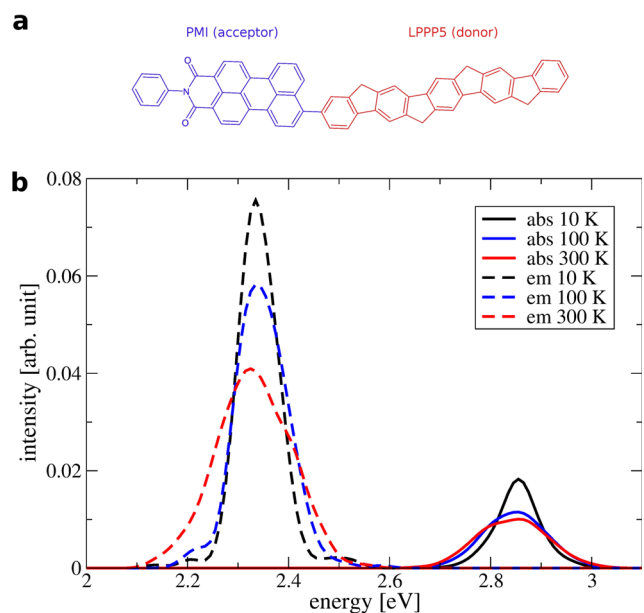 a
PMI (acceptor)
LPPP5 (donor)
O
N
O
b
0.08
0.06
0.04
0.02
0
intensity [arb. unit]
abs 10 K
abs 100 K
abs 300 K
em 10 K
em 100 K
em 300 K
2
2.2
2.4
2.6
2.8
3
energy [eV]